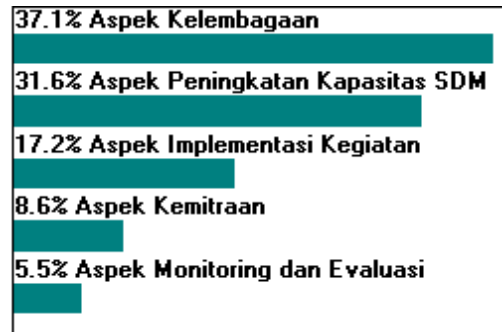 37.1% Aspek Kelembagaan
31.6% Aspek Peningkatan Kapasitas SDM
17.2% Aspek Implementasi Kegiatan
8.6% Aspek Kemitraan
5.5% Aspek Monitoring dan Evaluasi